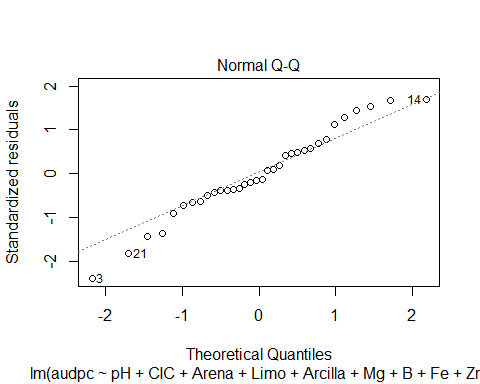 Normal Q-Q
Standardized residuals
2
1
0
-1
-2
14
21
3
-2 -1 0 1 2
Theoretical Quantiles
lm(audpc ~ pH + CIC + Arena + Limo + Arcilla + Mg + B + Fe + Zn